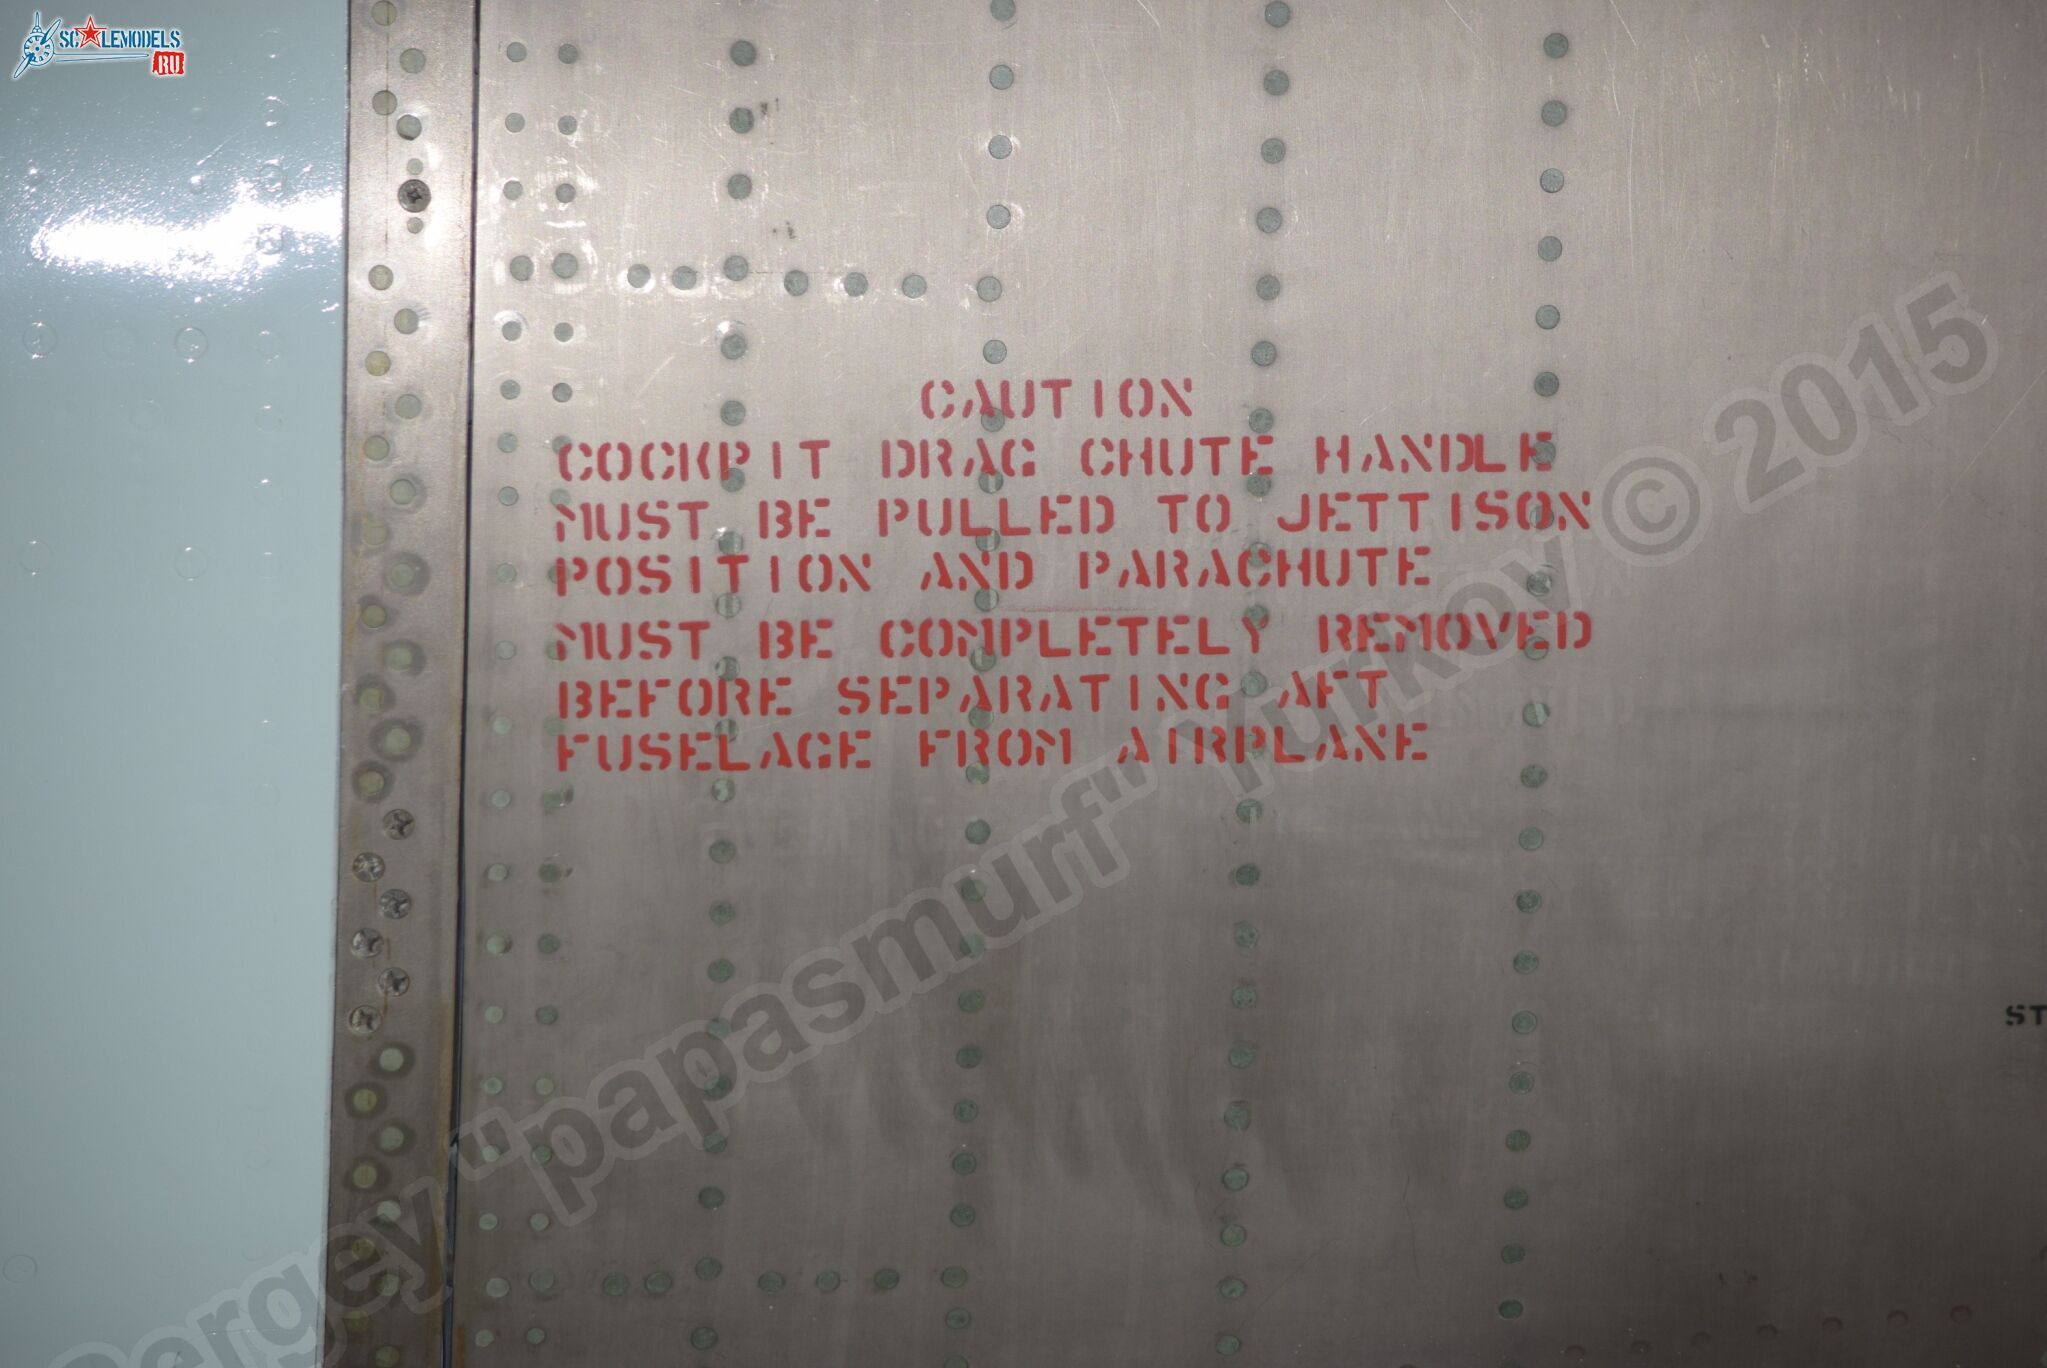 SCALEMODELS
RU
CAUTION
COCKPIT DRAG CHUTE HANDLE
MUST BE PULLED TO JETTISON
POSITION AND PARACHUTE
MUST BE COMPLETELY REMOVED
BEFORE SEPARATING AFT
FUSELAGE FROM AIRPLANE
ST
Sergey "papasmurf" Yurkov © 2015